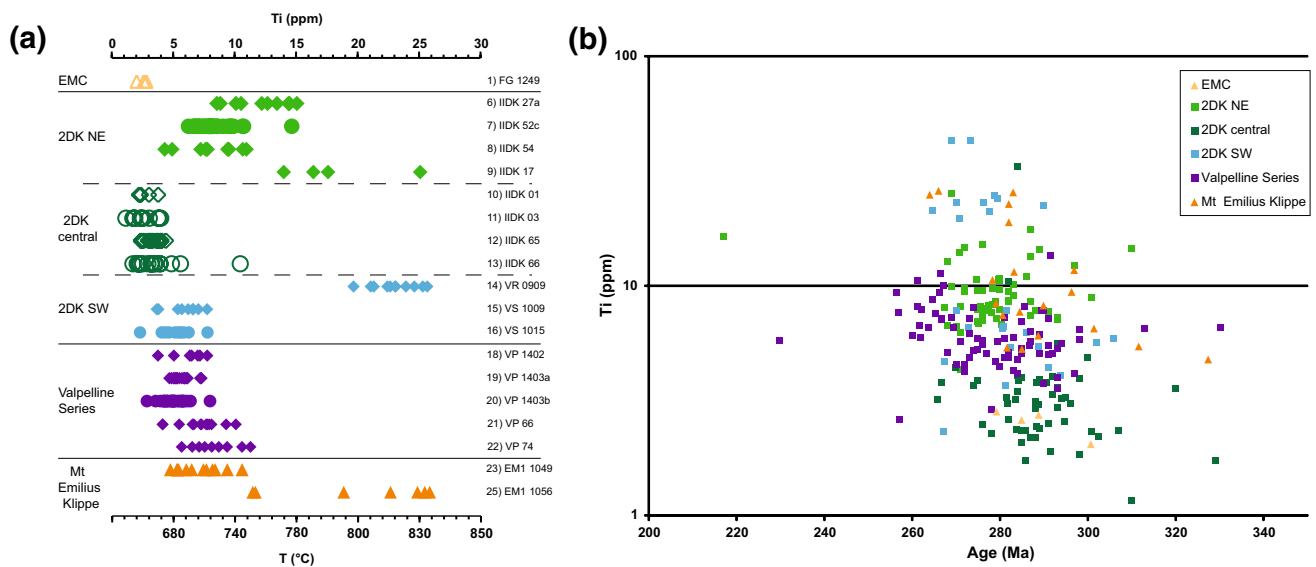 (a)
Ti (ppm)
0 5 10 15 20 25 30
EMC
1) FG 1249
6) IIDK 27a
2DK NE
7) IIDK 52c
8) IIDK 54
9) IIDK 17
10) IIDK 01
2DK
central
11) IIDK 03
12) IIDK 65
13) IIDK 66
14) VR 0909
2DK SW
15) VS 1009
16) VS 1015
18) VP 1402
19) VP 1403a
Valpelline
Series
20) VP 1403b
21) VP 66
22) VP 74
Mt
Emilius
Klippe
23) EM1 1049
25) EM1 1056
680 740 780 800 830 850
T (°C)
(b)
100
10
1
Ti (ppm)
EMC
2DK NE
2DK central
2DK SW
Valpelline Series
Mt Emilius Klippe
200 220 240 260 280 300 320 340
Age (Ma)